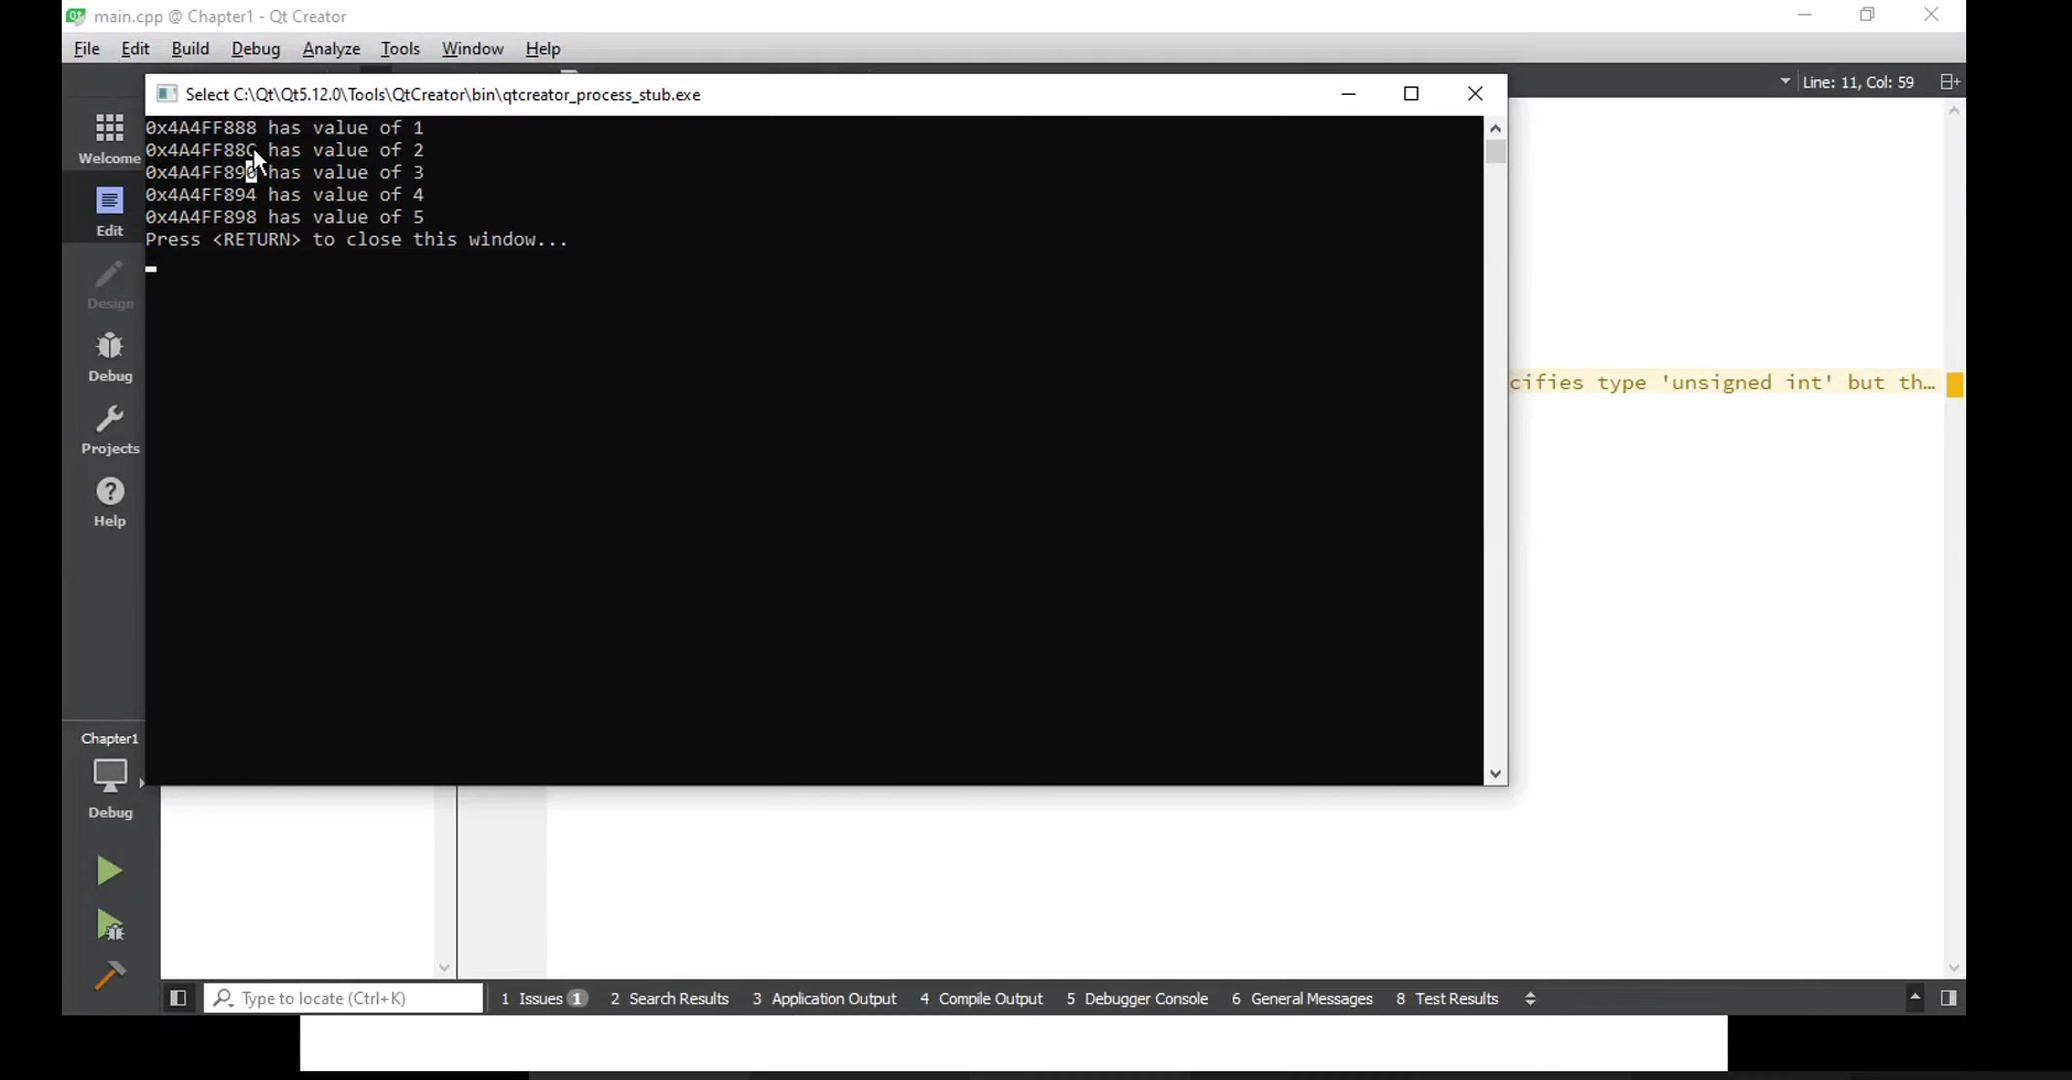 main.cpp @ Chapter1 - Qt Creator
File Edit Build Debug Analyze Tools Window Help
Line: 11, Col: 59
Select C:\Qt\Qt5.12.0\Tools\QtCreator\bin\qtcreator_process_stub.exe
0x4A4FF888 has value of 1
0x4A4FF88C has value of 2
0x4A4FF890 has value of 3
0x4A4FF894 has value of 4
0x4A4FF898 has value of 5
Press <RETURN> to close this window...
Welcome
Edit
Design
Debug
Projects
Help
cifies type 'unsigned int' but th…
Chapter1
Debug
Type to locate (Ctrl+K)
1 Issues 1 2 Search Results 3 Application Output 4 Compile Output 5 Debugger Console 6 General Messages 8 Test Results